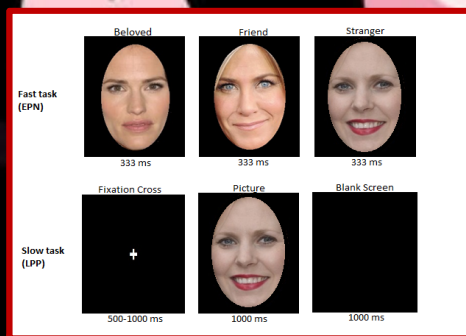 Beloved Friend Stranger
Fast task
(EPN)
333 ms 333 ms 333 ms
Fixation Cross Picture Blank Screen
Slow task
(LPP)
500-1000 ms 1000 ms 1000 ms